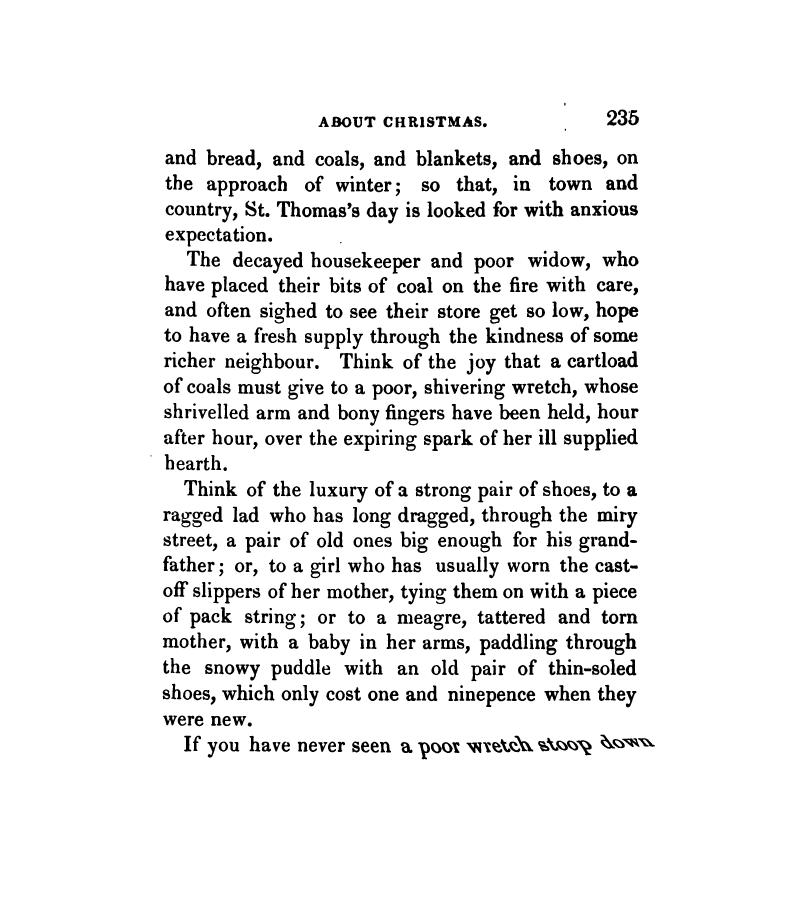 ABOUT CHRISTMAS. 235
and bread, and coals, and blankets, and shoes, on
the approach of winter; so that, in town and
country, St. Thomas's day is looked for with anxious
expectation.
The decayed housekeeper and poor widow, who
have placed their bits of coal on the fire with care,
and often sighed to see their store get so low, hope
to have a fresh supply through the kindness of some
richer neighbour. Think of the joy that a cartload
of coals must give to a poor, shivering wretch, whose
shrivelled arm and bony fingers have been held, hour
after hour, over the expiring spark of her ill supplied
hearth.
Think of the luxury of a strong pair of shoes, to a
ragged lad who has long dragged, through the miry
street, a pair of old ones big enough for his grand-
father; or, to a girl who has usually worn the cast-
off slippers of her mother, tying them on with a piece
of pack string; or to a meagre, tattered and torn
mother, with a baby in her arms, paddling through
the snowy puddle with an old pair of thin-soled
shoes, which only cost one and ninepence when they
were new.
If you have never seen a poor wretch stoop down